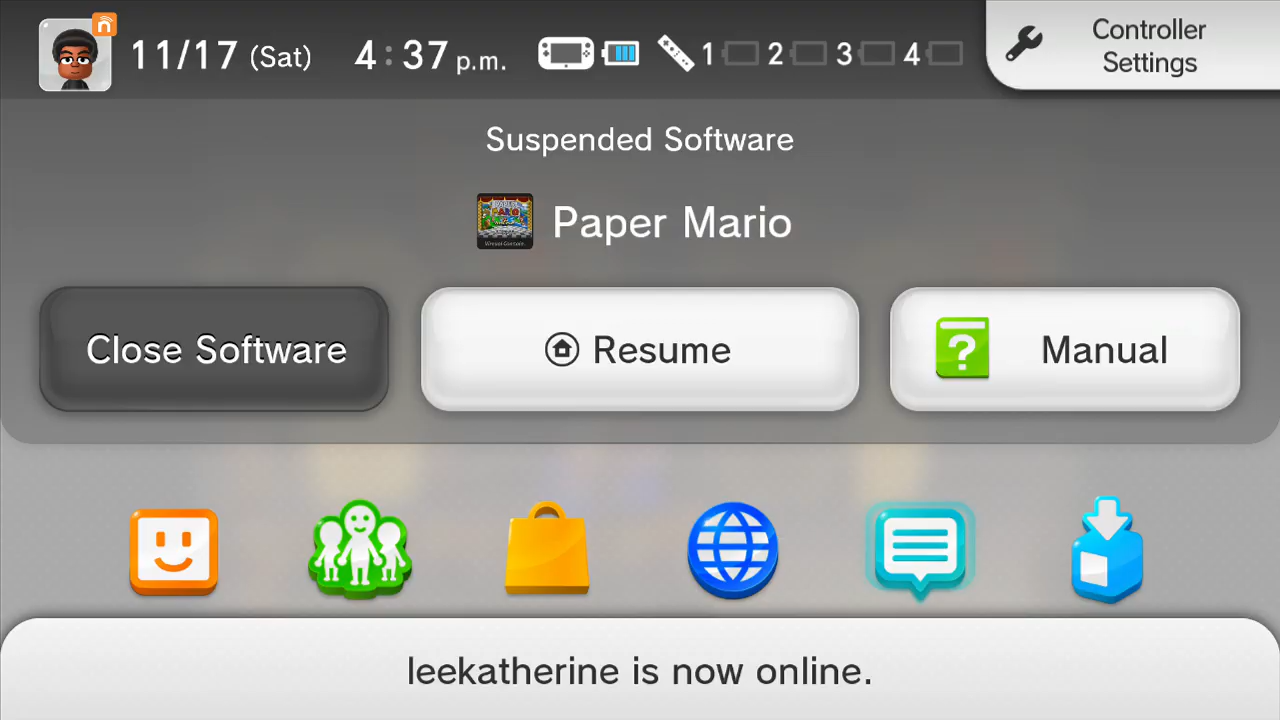 11/17 (Sat) 4:37 p.m. 1 2 3 4
Controller
Settings
Suspended Software
Paper Mario
Close Software
Resume
Manual
leekatherine is now online.